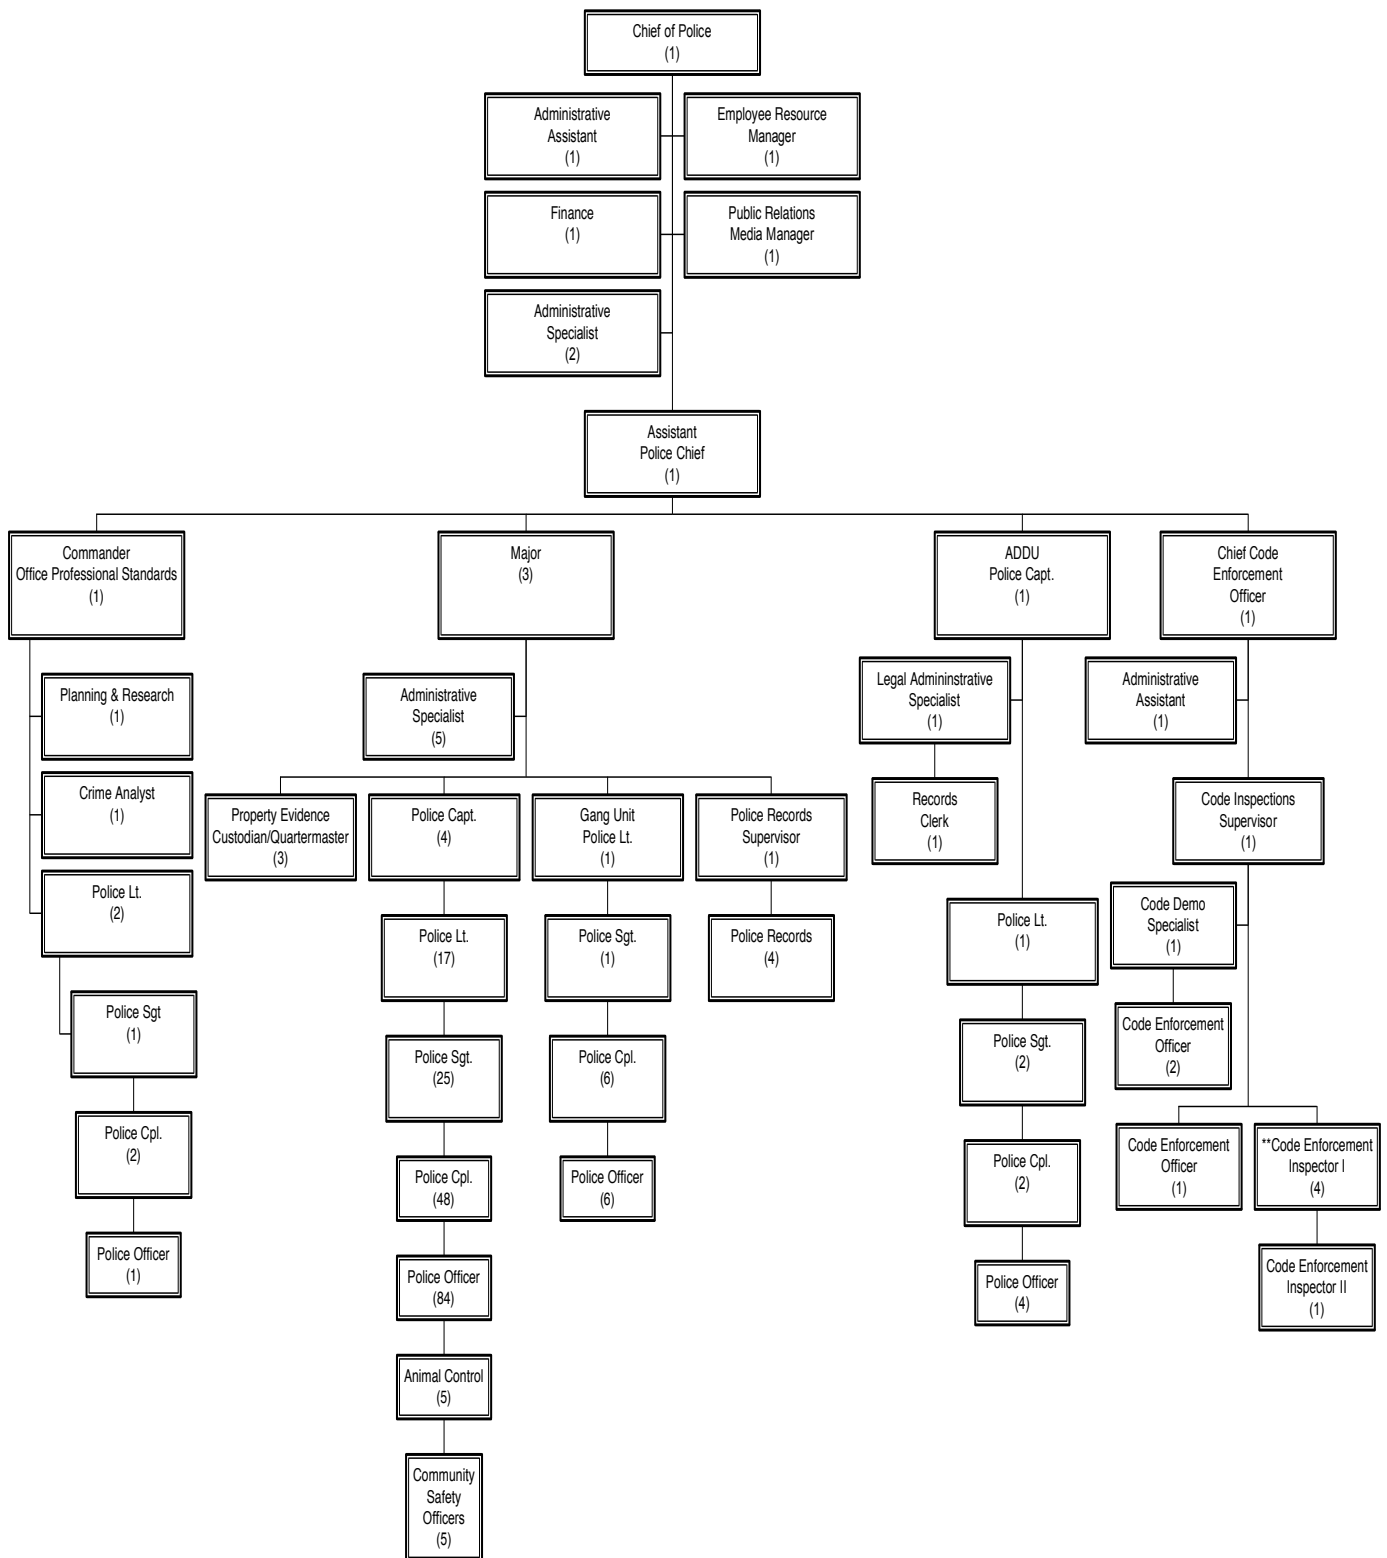 Chief of Police
(1)
Administrative
Assistant
(1)
Employee Resource
Manager
(1)
Finance
(1)
Public Relations
Media Manager
(1)
Administrative
Specialist
(2)
Assistant
Police Chief
(1)
Commander
Office Professional Standards
(1)
Major
(3)
ADDU
Police Capt.
(1)
Chief Code
Enforcement
Officer
(1)
Planning & Research
(1)
Crime Analyst
(1)
Police Lt.
(2)
Police Sgt
(1)
Police Cpl.
(2)
Police Officer
(1)
Administrative
Specialist
(5)
Property Evidence
Custodian/Quartermaster
(3)
Police Capt.
(4)
Police Lt.
(17)
Police Sgt.
(25)
Police Cpl.
(48)
Police Officer
(84)
Animal Control
(5)
Community
Safety
Officers
(5)
Gang Unit
Police Lt.
(1)
Police Sgt.
(1)
Police Cpl.
(6)
Police Officer
(6)
Police Records
Supervisor
(1)
Police Records
(4)
Legal Admininstrative
Specialist
(1)
Records
Clerk
(1)
Police Lt.
(1)
Police Sgt.
(2)
Police Cpl.
(2)
Police Officer
(4)
Administrative
Assistant
(1)
Code Inspections
Supervisor
(1)
Code Demo
Specialist
(1)
Code Enforcement
Officer
(2)
Code Enforcement
Officer
(1)
**Code Enforcement
Inspector I
(4)
Code Enforcement
Inspector II
(1)